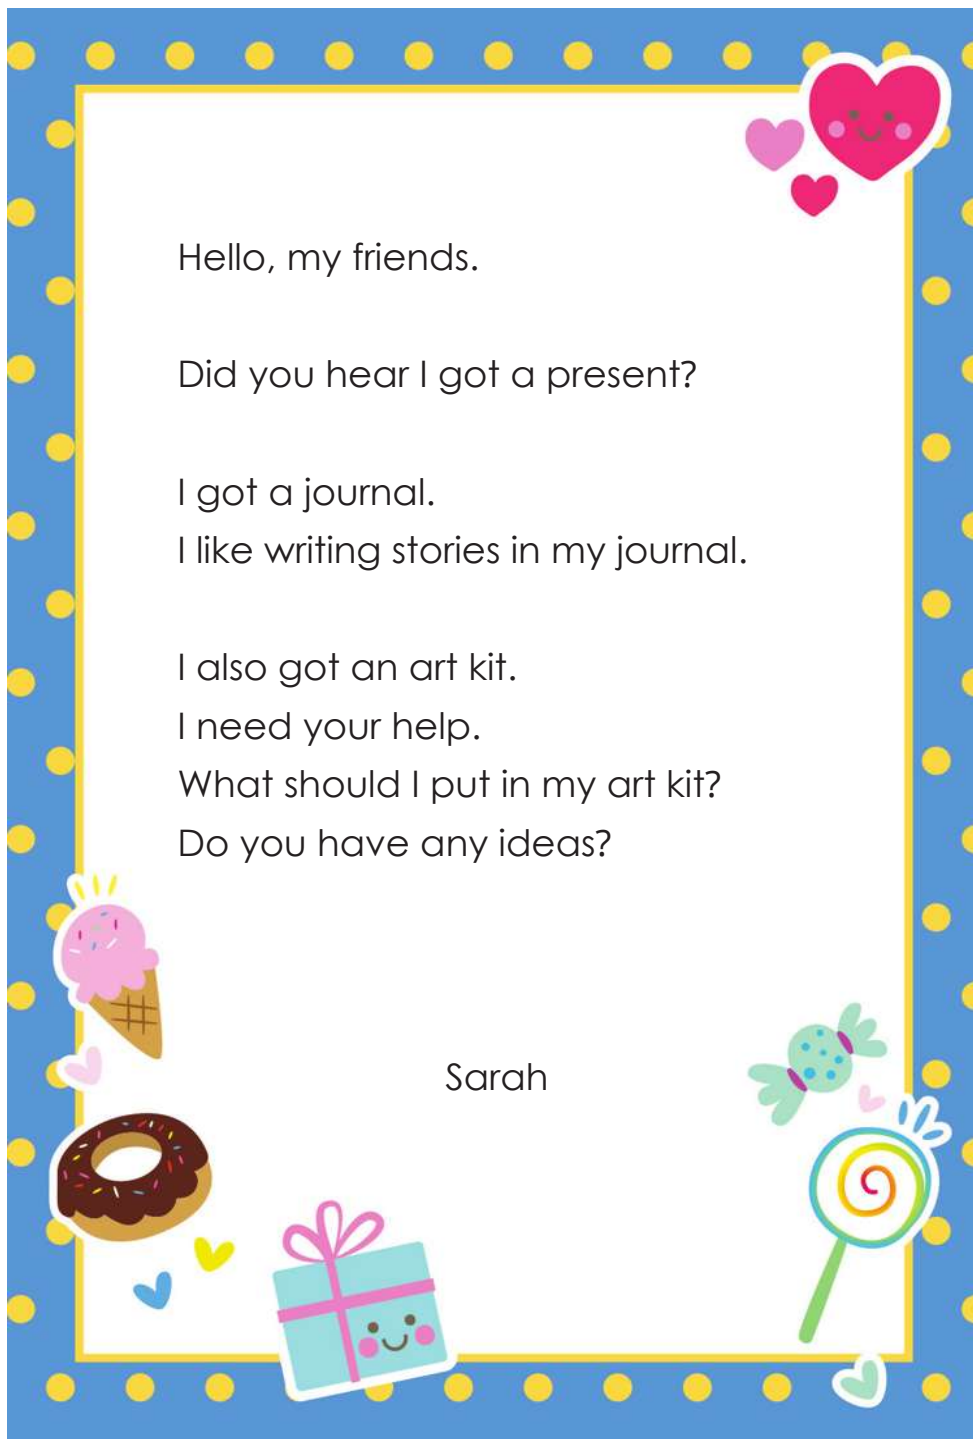 Hello, my friends.
Did you hear I got a present?
I got a journal.
I like writing stories in my journal.
I also got an art kit.
I need your help.
What should I put in my art kit?
Do you have any ideas?
Sarah